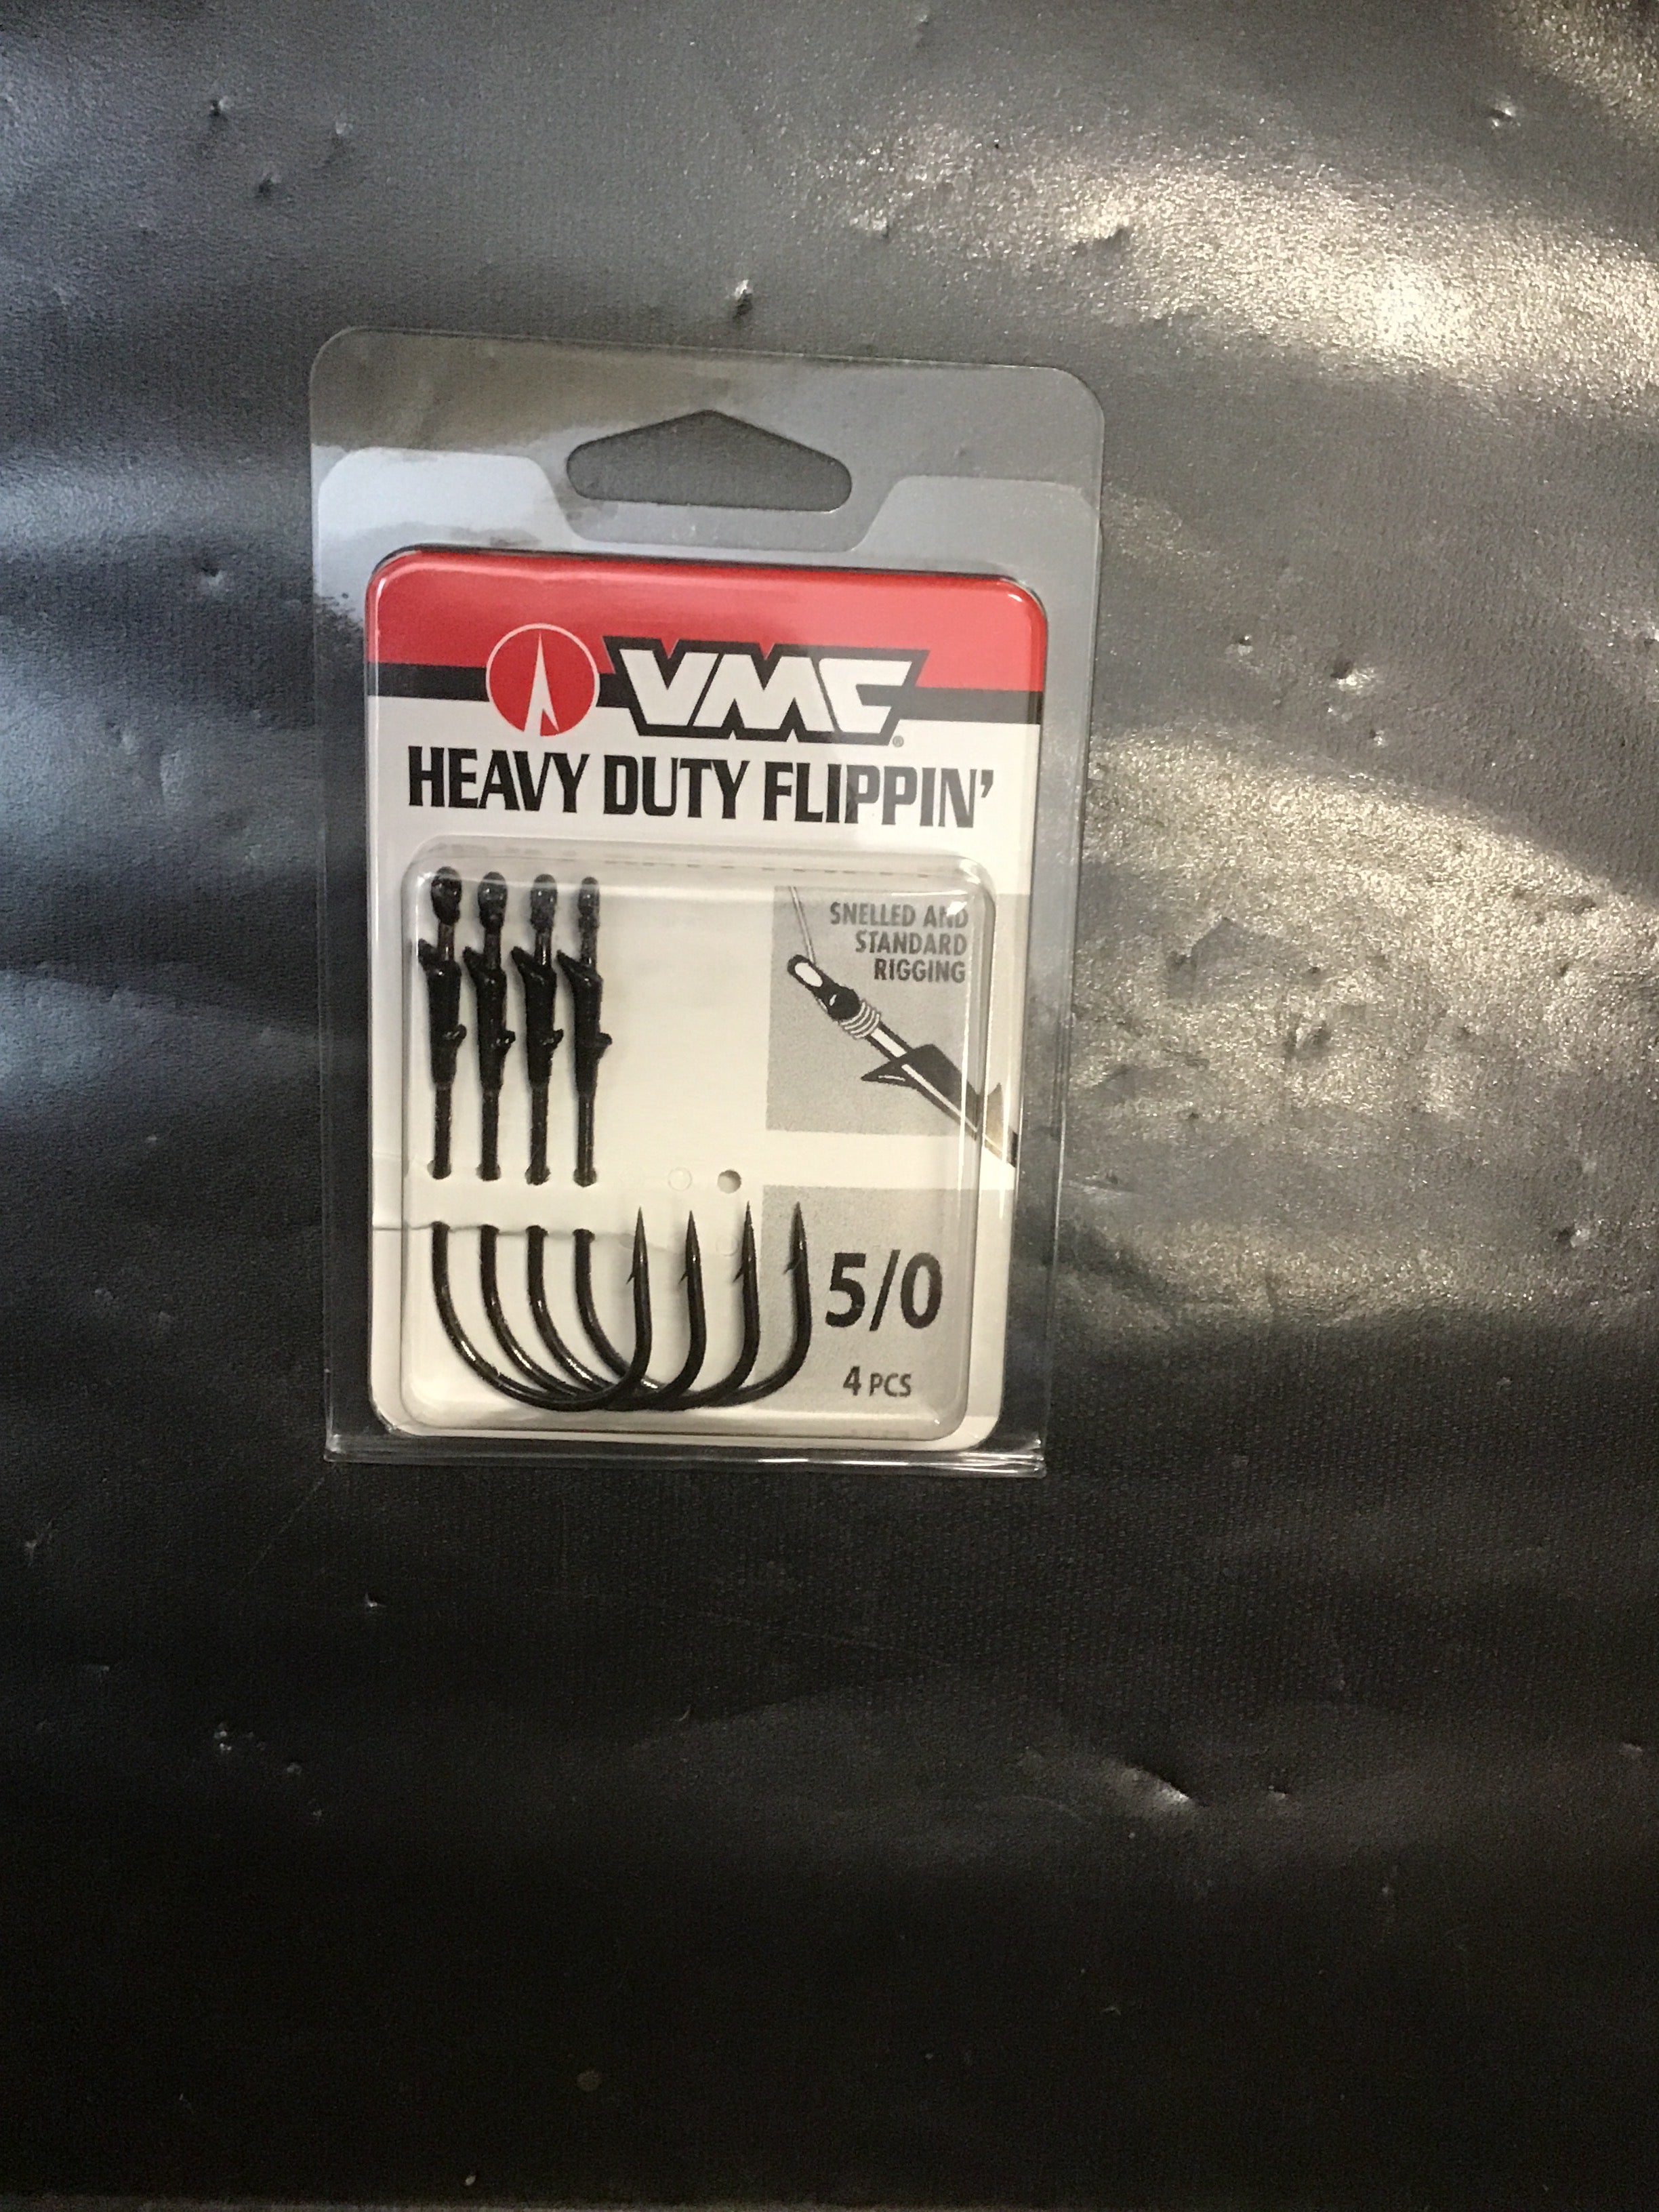 VMC®
HEAVY DUTY FLIPPIN'
SNELLED AND
STANDARD
RIGGING
5/0
4 PCS